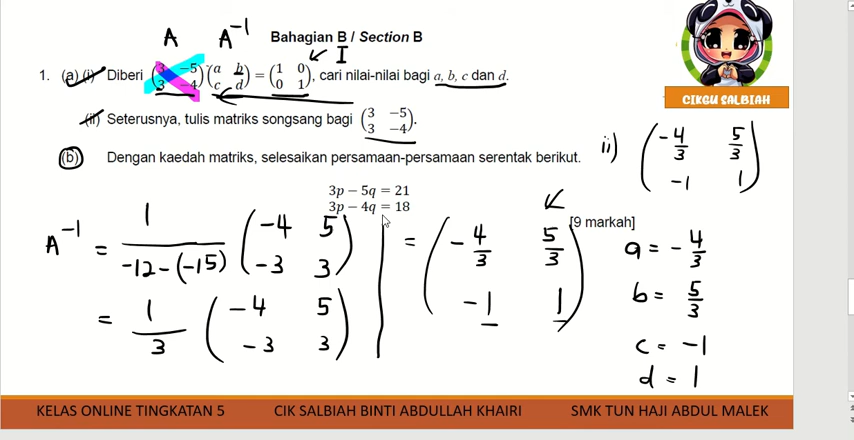 A A⁻¹ Bahagian B / Section B
I
1. (a) (i) Diberi (3 −5; 3 −4)(a b; c d) = (1 0; 0 1), cari nilai-nilai bagi a, b, c dan d.
CIKGU SALBIAH
(ii) Seterusnya, tulis matriks songsang bagi (3 −5; 3 −4).
(b) Dengan kaedah matriks, selesaikan persamaan-persamaan serentak berikut.
ii) (−4/3 5/3; −1 1)
3p − 5q = 21
3p − 4q = 18
[9 markah]
A⁻¹ = 1/(−12−(−15)) (−4 5; −3 3)
= 1/3 (−4 5; −3 3)
= (−4/3 5/3; −1 1)
a = −4/3
b = 5/3
c = −1
d = 1
KELAS ONLINE TINGKATAN 5 CIK SALBIAH BINTI ABDULLAH KHAIRI SMK TUN HAJI ABDUL MALEK